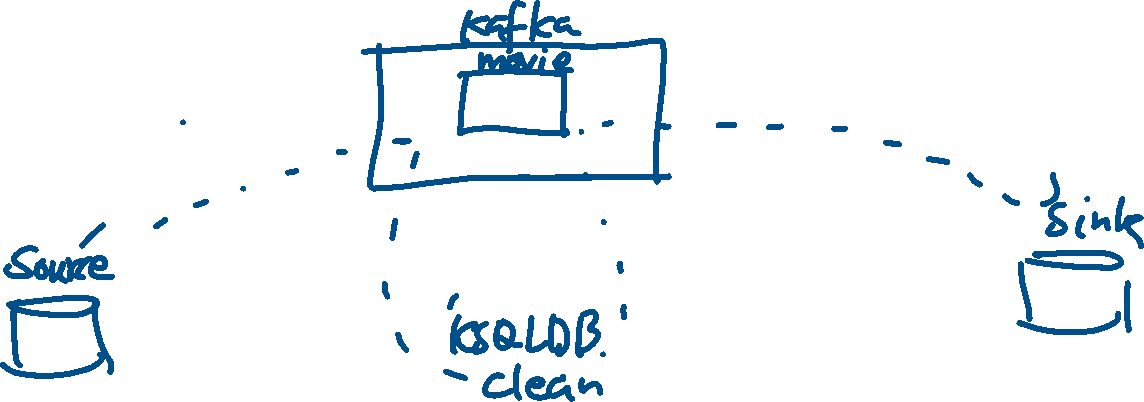 Kafka
movie
Source
Sink
KSQLDB
clean